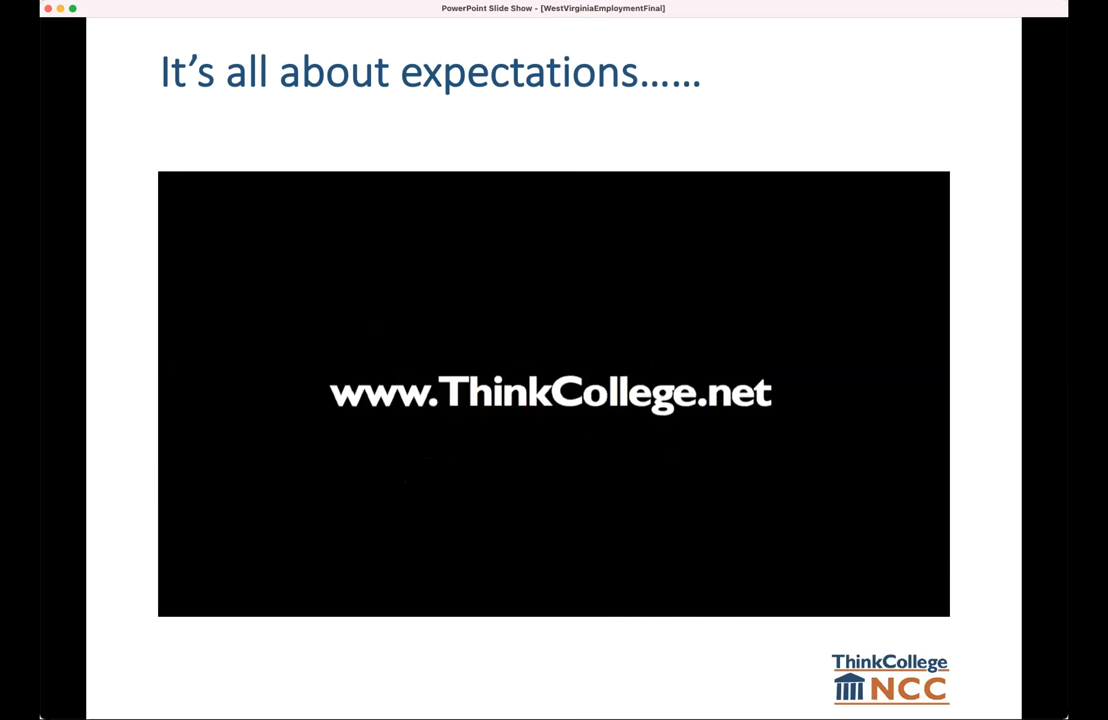 PowerPoint Slide Show - [WestVirginiaEmploymentFinal]
It’s all about expectations……
www.ThinkCollege.net
ThinkCollege
NCC